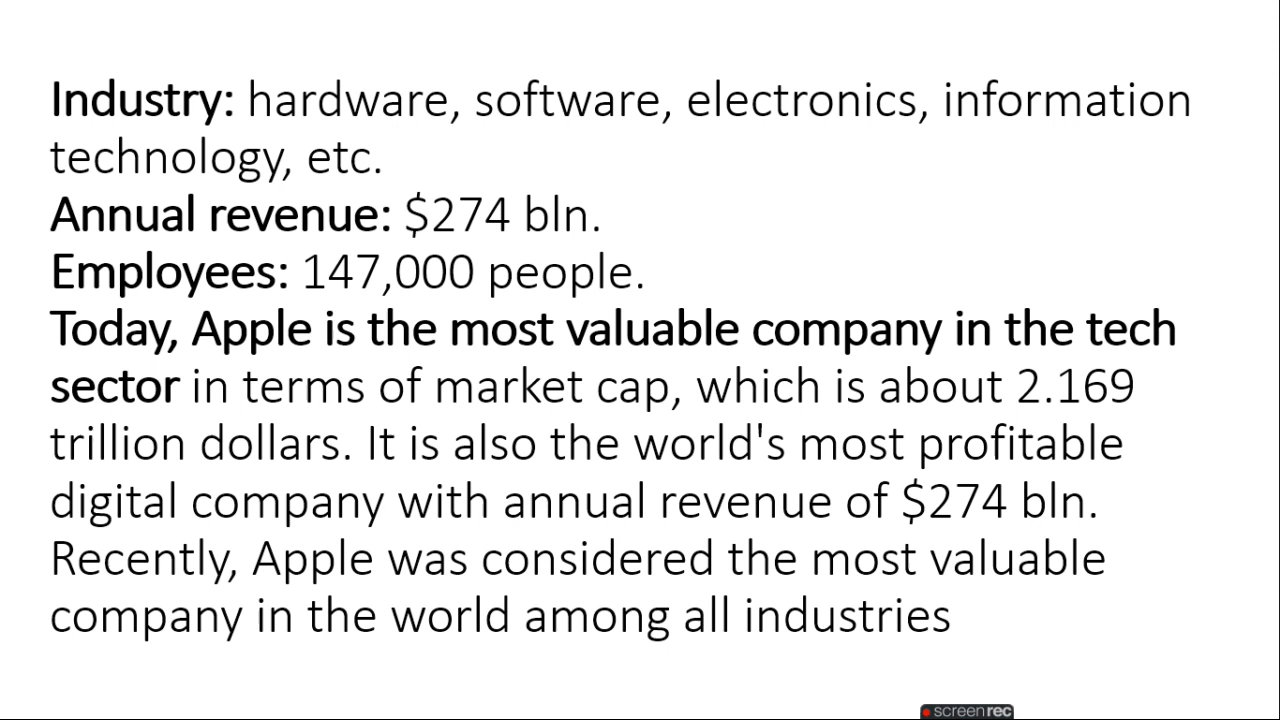 Industry: hardware, software, electronics, information
technology, etc.
Annual revenue: $274 bln.
Employees: 147,000 people.
Today, Apple is the most valuable company in the tech
sector in terms of market cap, which is about 2.169
trillion dollars. It is also the world's most profitable
digital company with annual revenue of $274 bln.
Recently, Apple was considered the most valuable
company in the world among all industries
screenrec